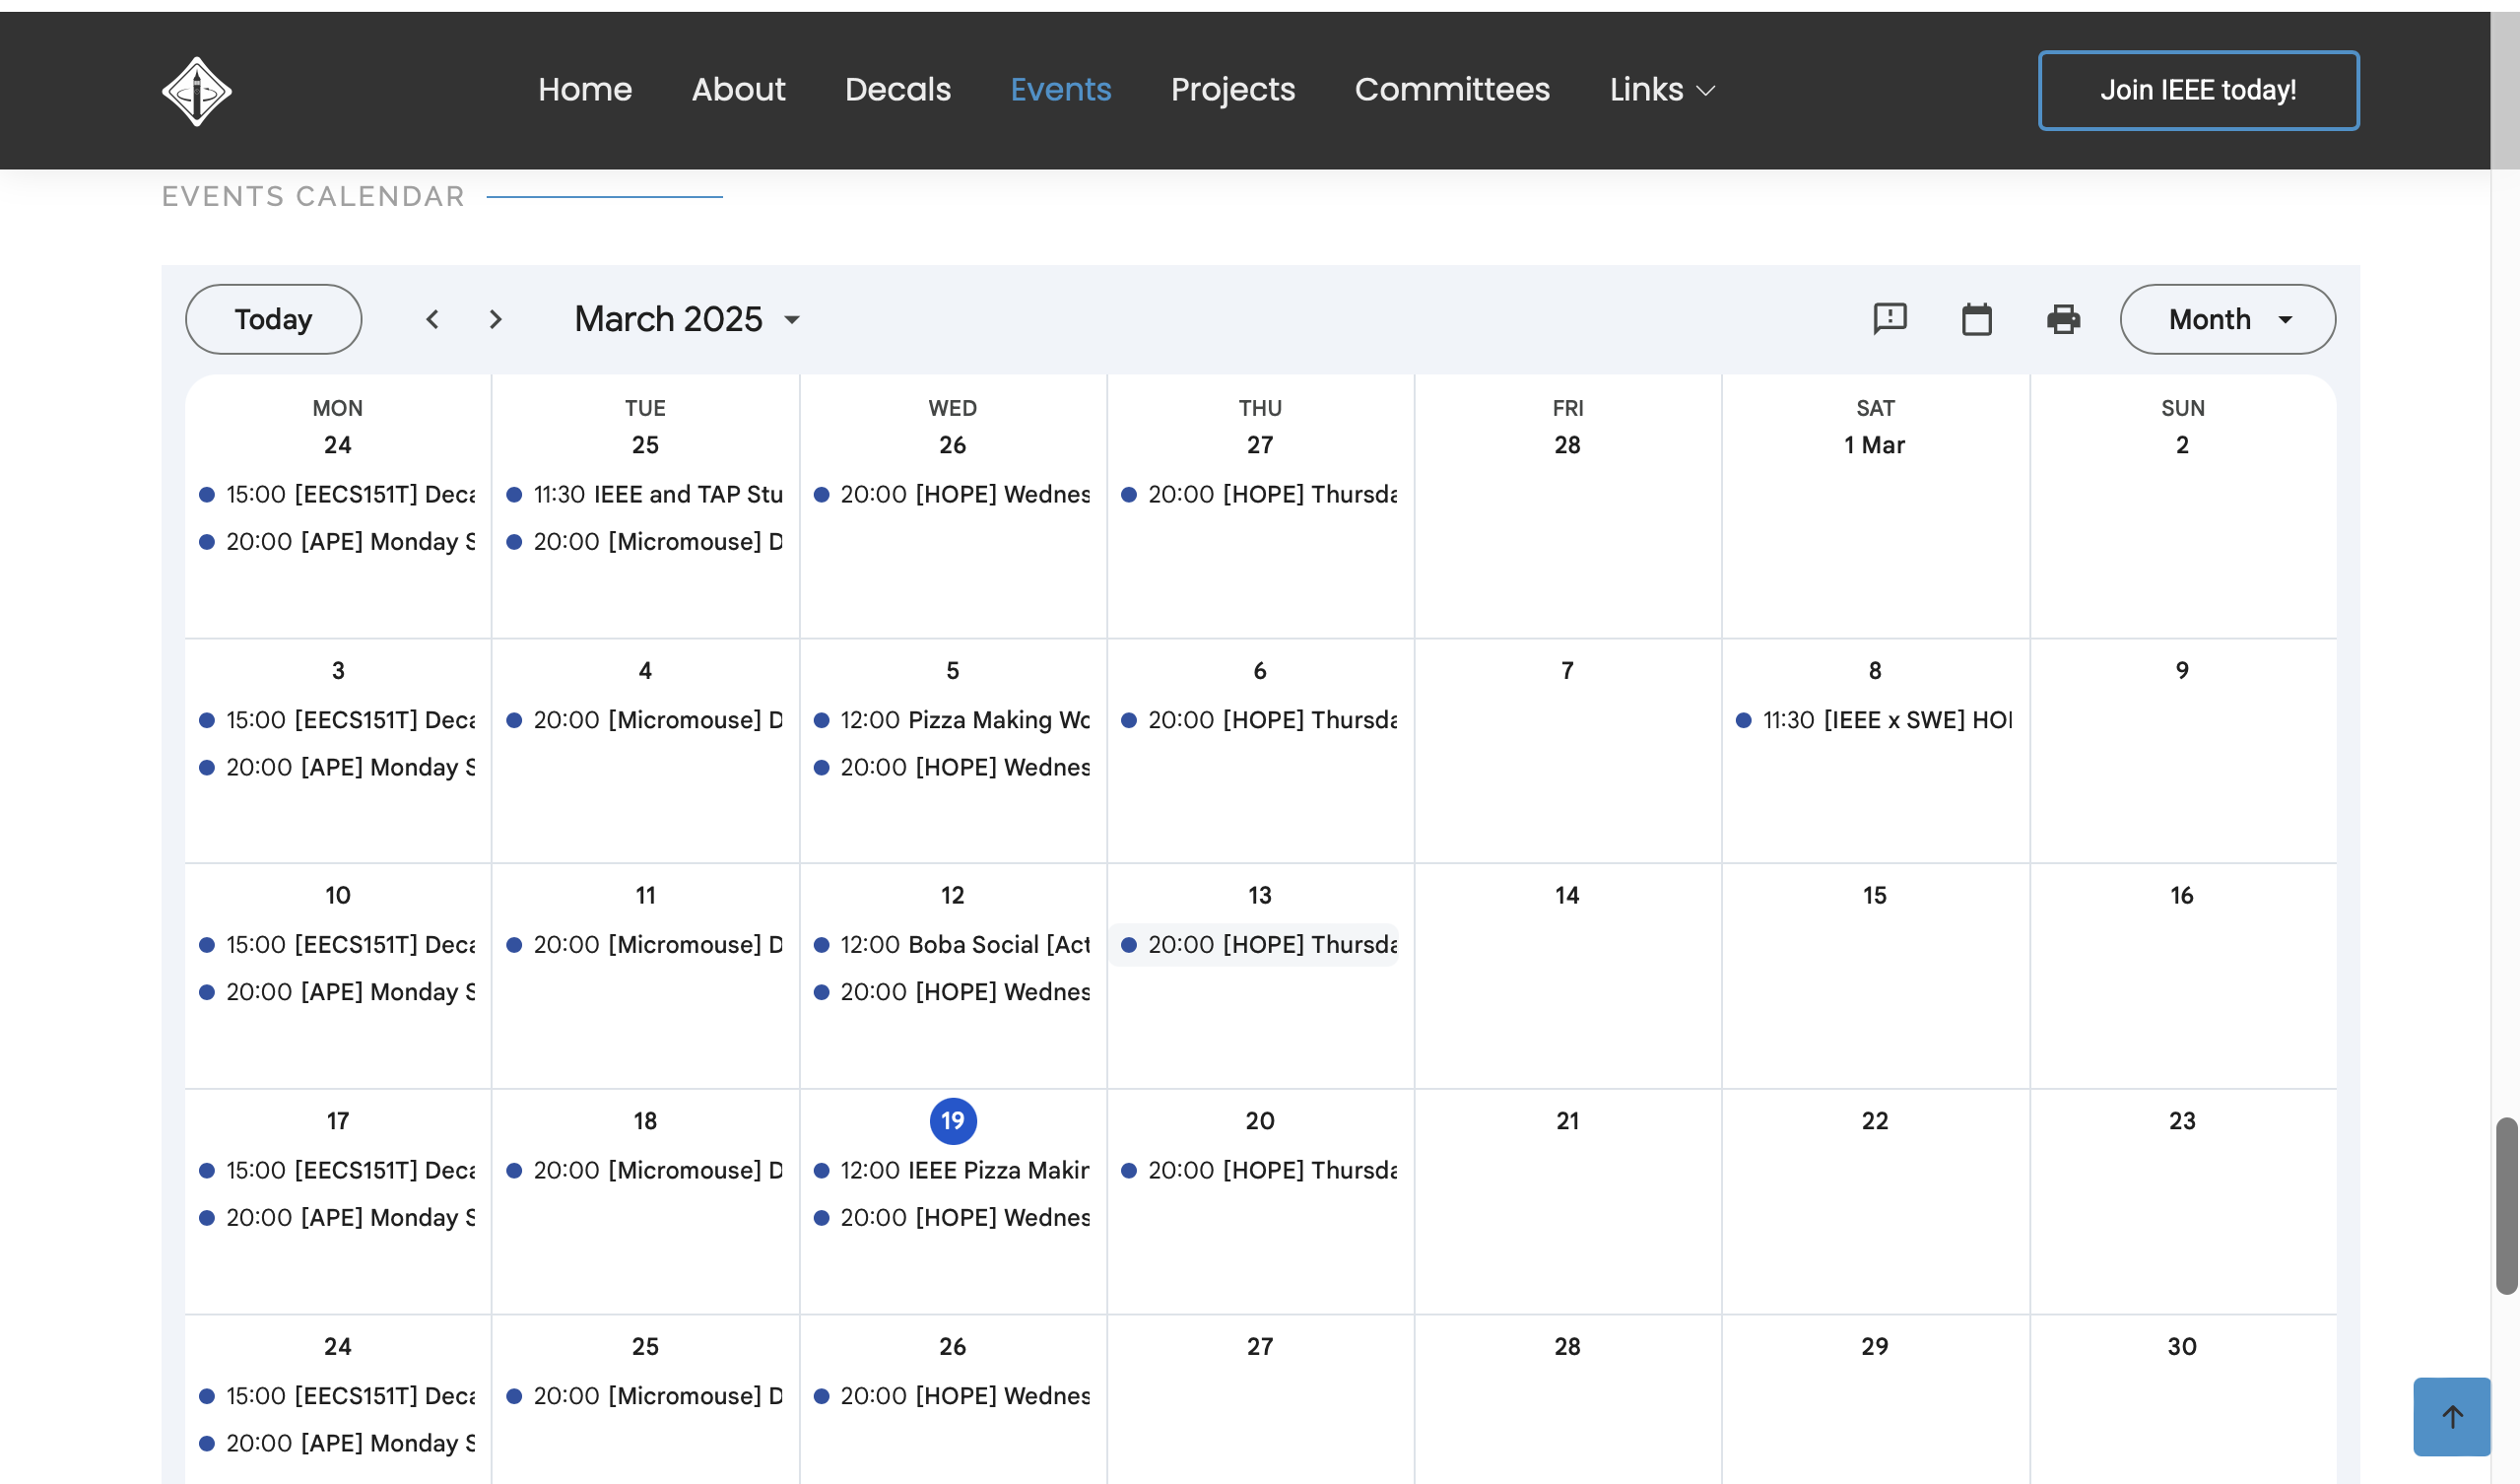 Home About Decals Events Projects Committees Links Join IEEE today!
EVENTS CALENDAR
Today March 2025 Month
MON TUE WED THU FRI SAT SUN
24 25 26 27 28 1 Mar 2
15:00 [EECS151T] Deca 11:30 IEEE and TAP Stu 20:00 [HOPE] Wednes 20:00 [HOPE] Thursda
20:00 [APE] Monday S 20:00 [Micromouse] D
3 4 5 6 7 8 9
15:00 [EECS151T] Deca 20:00 [Micromouse] D 12:00 Pizza Making Wo 20:00 [HOPE] Thursda 11:30 [IEEE x SWE] HO
20:00 [APE] Monday S 20:00 [HOPE] Wednes
10 11 12 13 14 15 16
15:00 [EECS151T] Deca 20:00 [Micromouse] D 12:00 Boba Social [Act 20:00 [HOPE] Thursda
20:00 [APE] Monday S 20:00 [HOPE] Wednes
17 18 19 20 21 22 23
15:00 [EECS151T] Deca 20:00 [Micromouse] D 12:00 IEEE Pizza Makin 20:00 [HOPE] Thursda
20:00 [APE] Monday S 20:00 [HOPE] Wednes
24 25 26 27 28 29 30
15:00 [EECS151T] Deca 20:00 [Micromouse] D 20:00 [HOPE] Wednes
20:00 [APE] Monday S